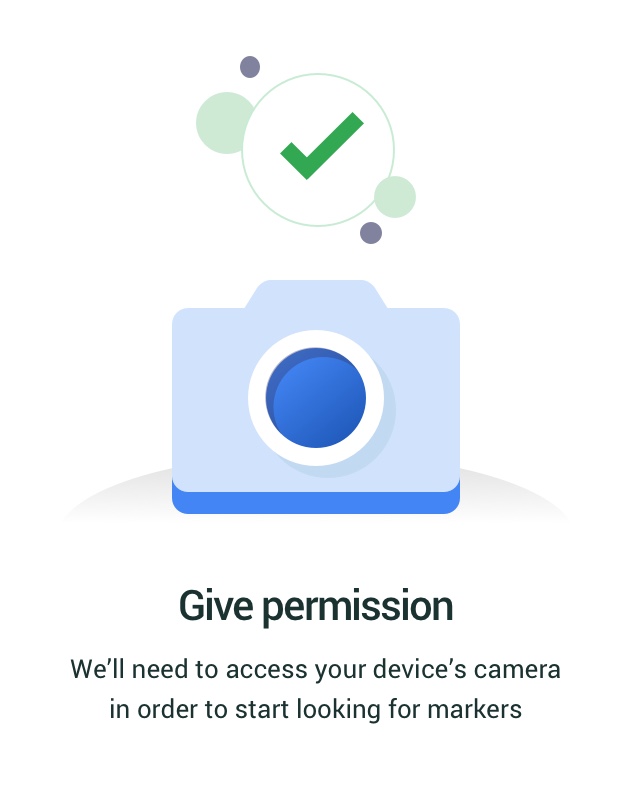 Give permission
We’ll need to access your device’s camera
in order to start looking for markers